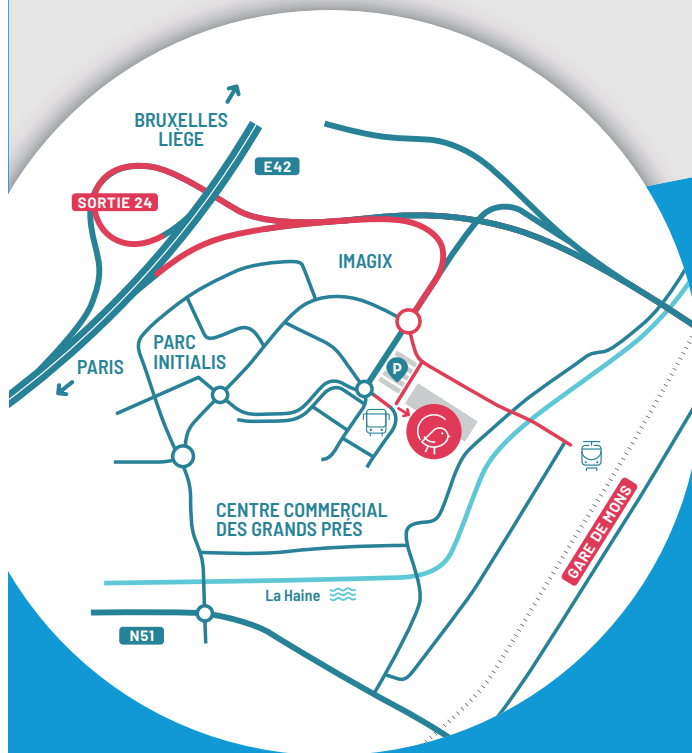 BRUXELLES
LIÈGE
E42
SORTIE 24
IMAGIX
PARC
INITIALIS
PARIS
P
CENTRE COMMERCIAL
DES GRANDS PRÉS
GARE DE MONS
La Haine
N51